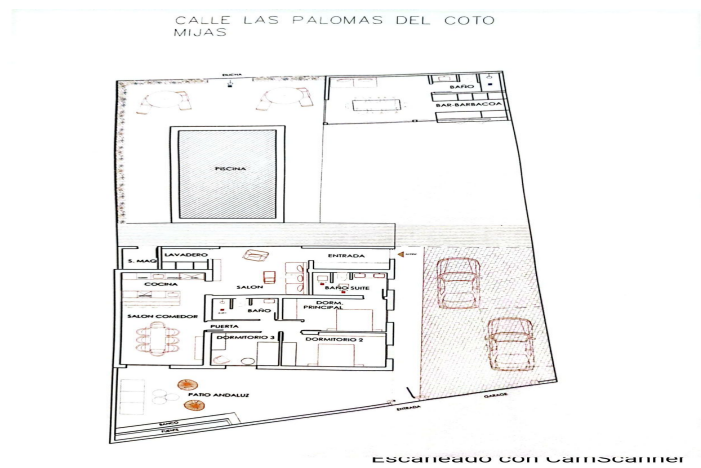 CALLE LAS PALOMAS DEL COTO
MIJAS
DUCHA
BAÑO
BAR-BARBACOA
PISCINA
S. MAQ
LAVADERO
ENTRADA
COCINA
SALON
BAÑO SUITE
DORM.
PRINCIPAL
SALON COMEDOR
BAÑO
PUERTA
DORMITORIO 3
DORMITORIO 2
PATIO ANDALUZ
BANCO
ENTRADA
GARAGE
Escaneado con CamScanner